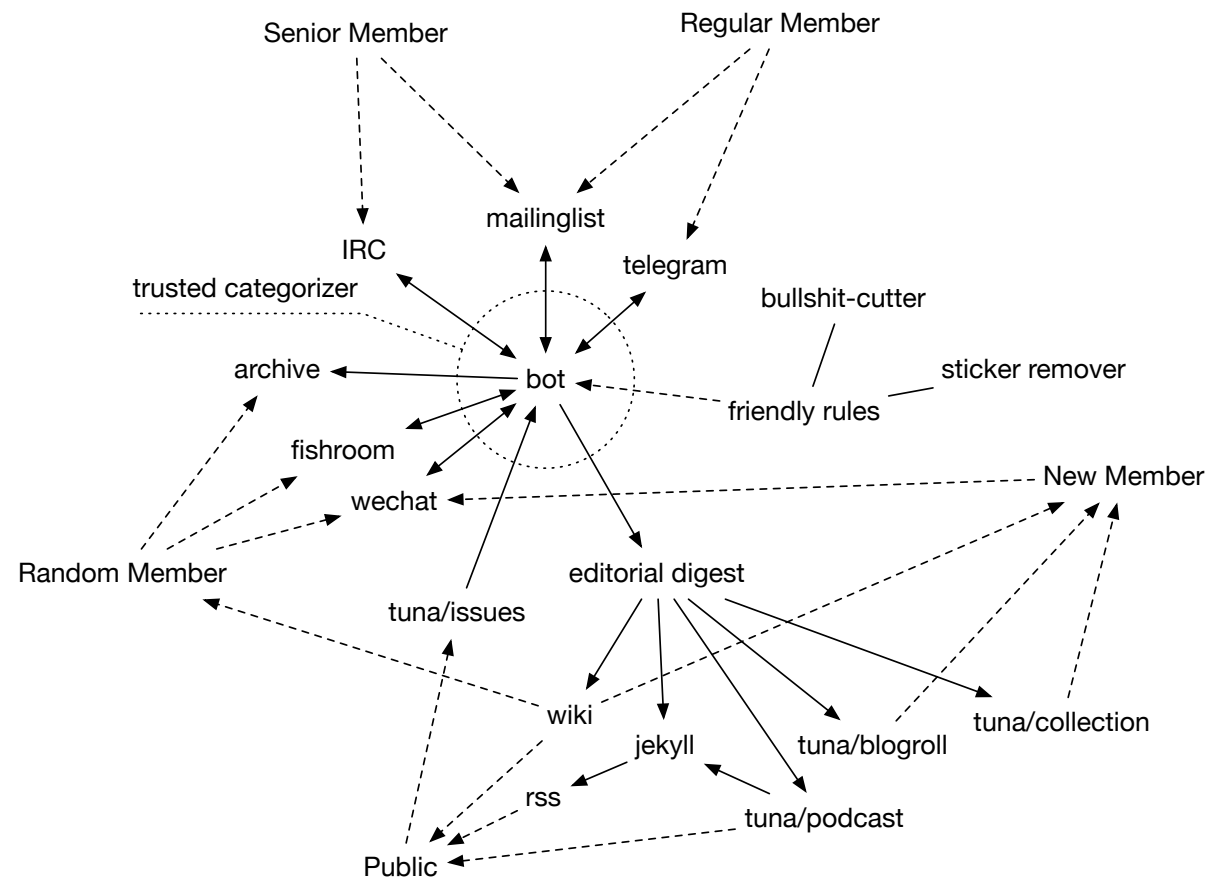 Senior Member
Regular Member
mailinglist
IRC
telegram
trusted categorizer
bullshit-cutter
archive
bot
sticker remover
friendly rules
fishroom
New Member
wechat
Random Member
editorial digest
tuna/issues
wiki
tuna/collection
jekyll
tuna/blogroll
rss
tuna/podcast
Public